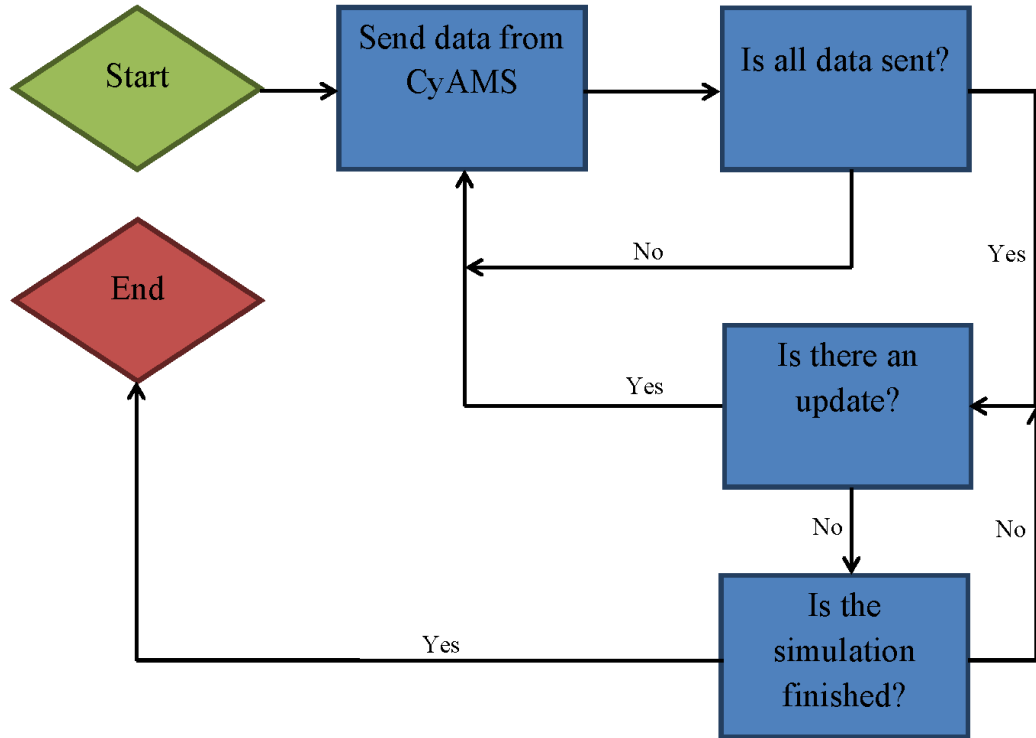 Start
Send data from
CyAMS
Is all data sent?
No
Yes
End
Is there an
update?
Yes
No
No
Is the
simulation
finished?
Yes